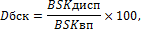 Dбск = BSKдисп / BSKвп × 100,